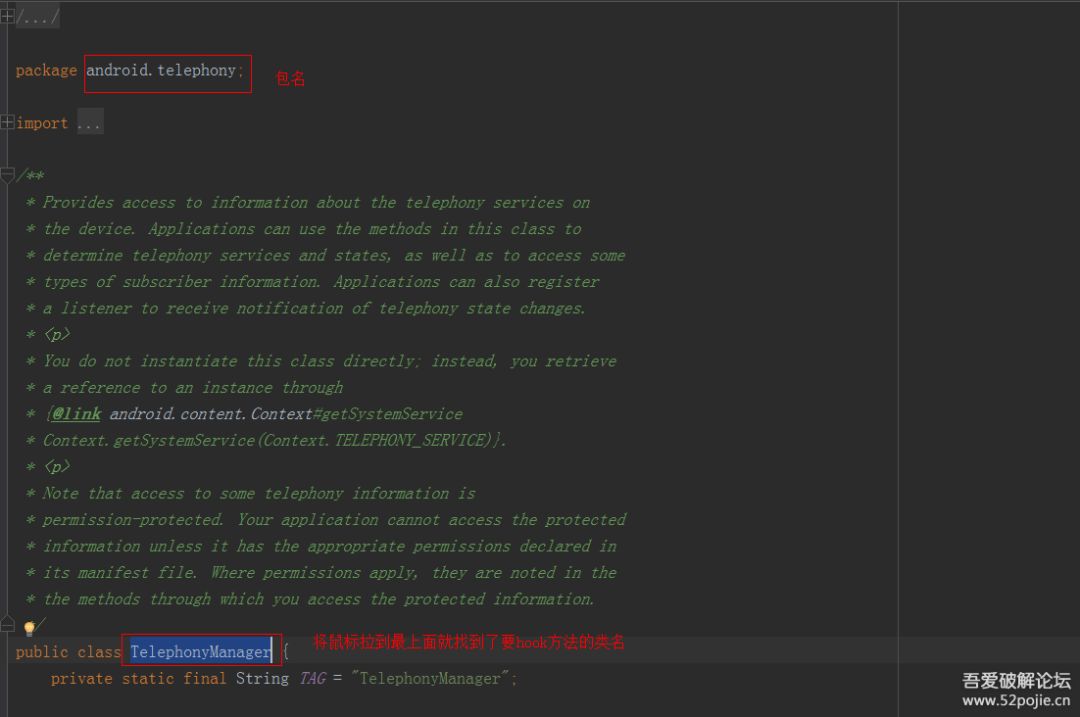 /.../
package android.telephony; 包名
import ...
/**
* Provides access to information about the telephony services on
* the device. Applications can use the methods in this class to
* determine telephony services and states, as well as to access some
* types of subscriber information. Applications can also register
* a listener to receive notification of telephony state changes.
* <p>
* You do not instantiate this class directly; instead, you retrieve
* a reference to an instance through
* {@link android.content.Context#getSystemService
* Context.getSystemService(Context.TELEPHONY_SERVICE)}.
* <p>
* Note that access to some telephony information is
* permission-protected. Your application cannot access the protected
* information unless it has the appropriate permissions declared in
* its manifest file. Where permissions apply, they are noted in the
* the methods through which you access the protected information.
*/
public class TelephonyManager { 将鼠标拉到最上面就找到了要hook方法的类名
private static final String TAG = "TelephonyManager";
吾爱破解论坛
www.52pojie.cn